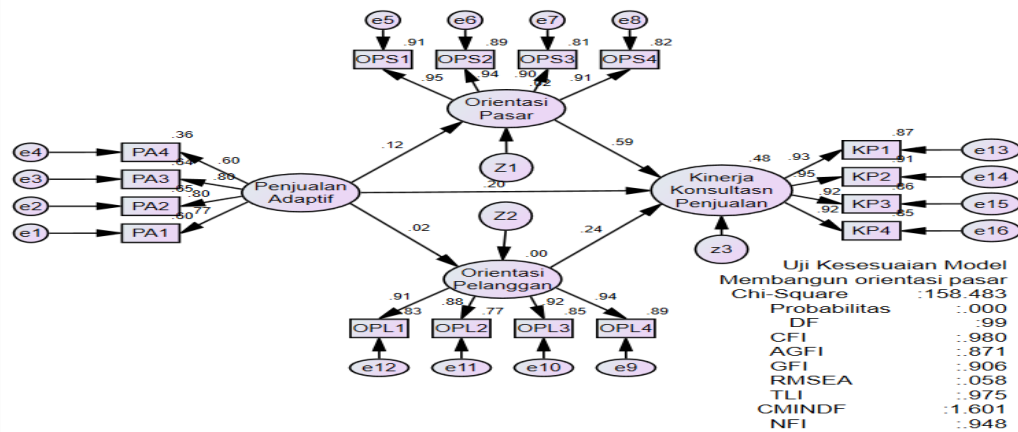 e5 e6 e7 e8
.91 .89 .81 .82
OPS1 OPS2 OPS3 OPS4
.95 .94 .90 .91
.02
Orientasi
Pasar
.36
e4 PA4 .60
.12 Z1 .59
.64
e3 PA3 .80
.65
e2 PA2 .80
.60
e1 PA1 .77
Penjualan
Adaptif
.20
.48
Kinerja
Konsultasn
Penjualan
.87
.93 KP1 e13
.91
.95 KP2 e14
.86
.92 KP3 e15
.85
.92 KP4 e16
Z2
z3
.02 .24
.00
Orientasi
Pelanggan
.91 .88 .92 .94
.83 .77 .85 .89
OPL1 OPL2 OPL3 OPL4
e12 e11 e10 e9
Uji Kesesuaian Model
Membangun orientasi pasar
Chi-Square :158.483
Probabilitas :.000
DF :99
CFI :.980
AGFI :.871
GFI :.906
RMSEA :.058
TLI :.975
CMINDF :1.601
NFI :.948